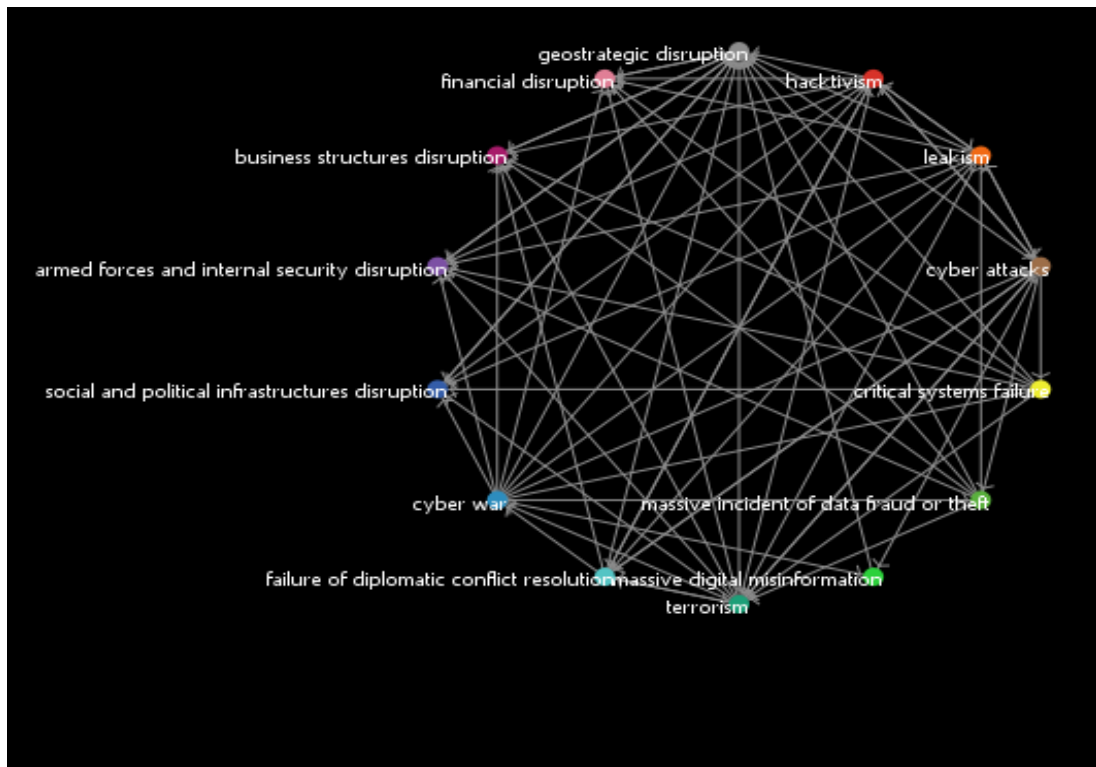 geostrategic disruption
financial disruption
hacktivism
business structures disruption
leakism
armed forces and internal security disruption
cyber attacks
social and political infrastructures disruption
critical systems failure
cyber war
massive incident of data fraud or theft
failure of diplomatic conflict resolution
massive digital misinformation
terrorism